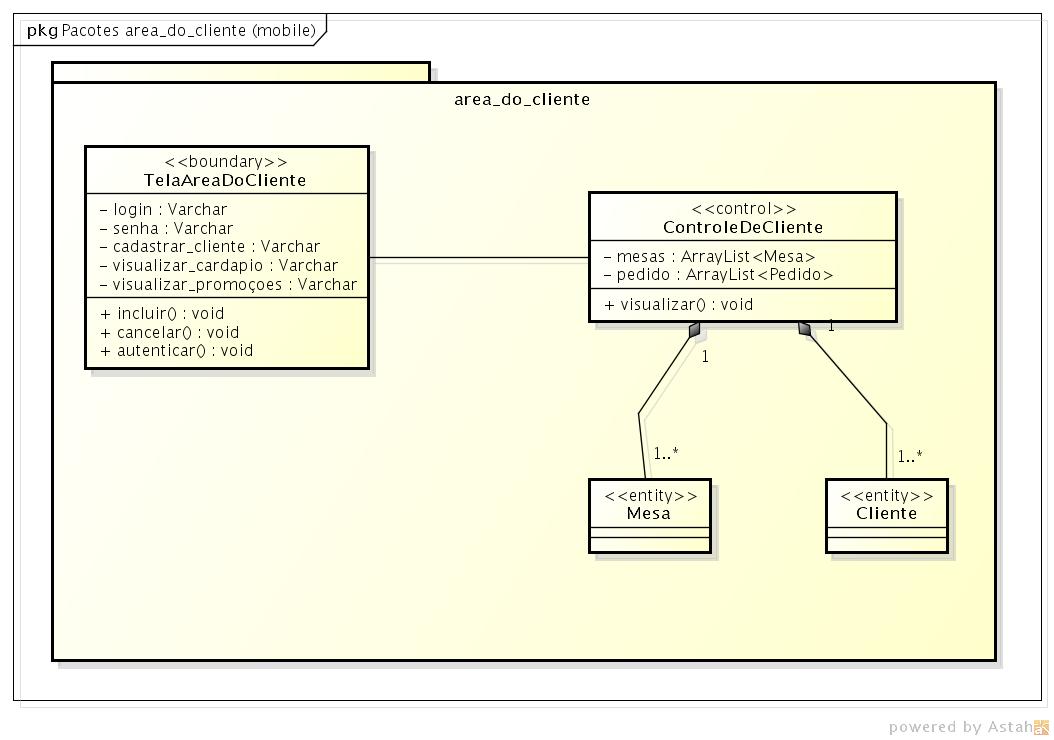 pkg Pacotes area_do_cliente (mobile)
area_do_cliente
<<boundary>>
TelaAreaDoCliente
- login : Varchar
- senha : Varchar
- cadastrar_cliente : Varchar
- visualizar_cardapio : Varchar
- visualizar_promoçoes : Varchar
+ incluir() : void
+ cancelar() : void
+ autenticar() : void
<<control>>
ControleDeCliente
- mesas : ArrayList<Mesa>
- pedido : ArrayList<Pedido>
+ visualizar() : void
1
1
1..*
1..*
<<entity>>
Mesa
<<entity>>
Cliente
powered by Astah